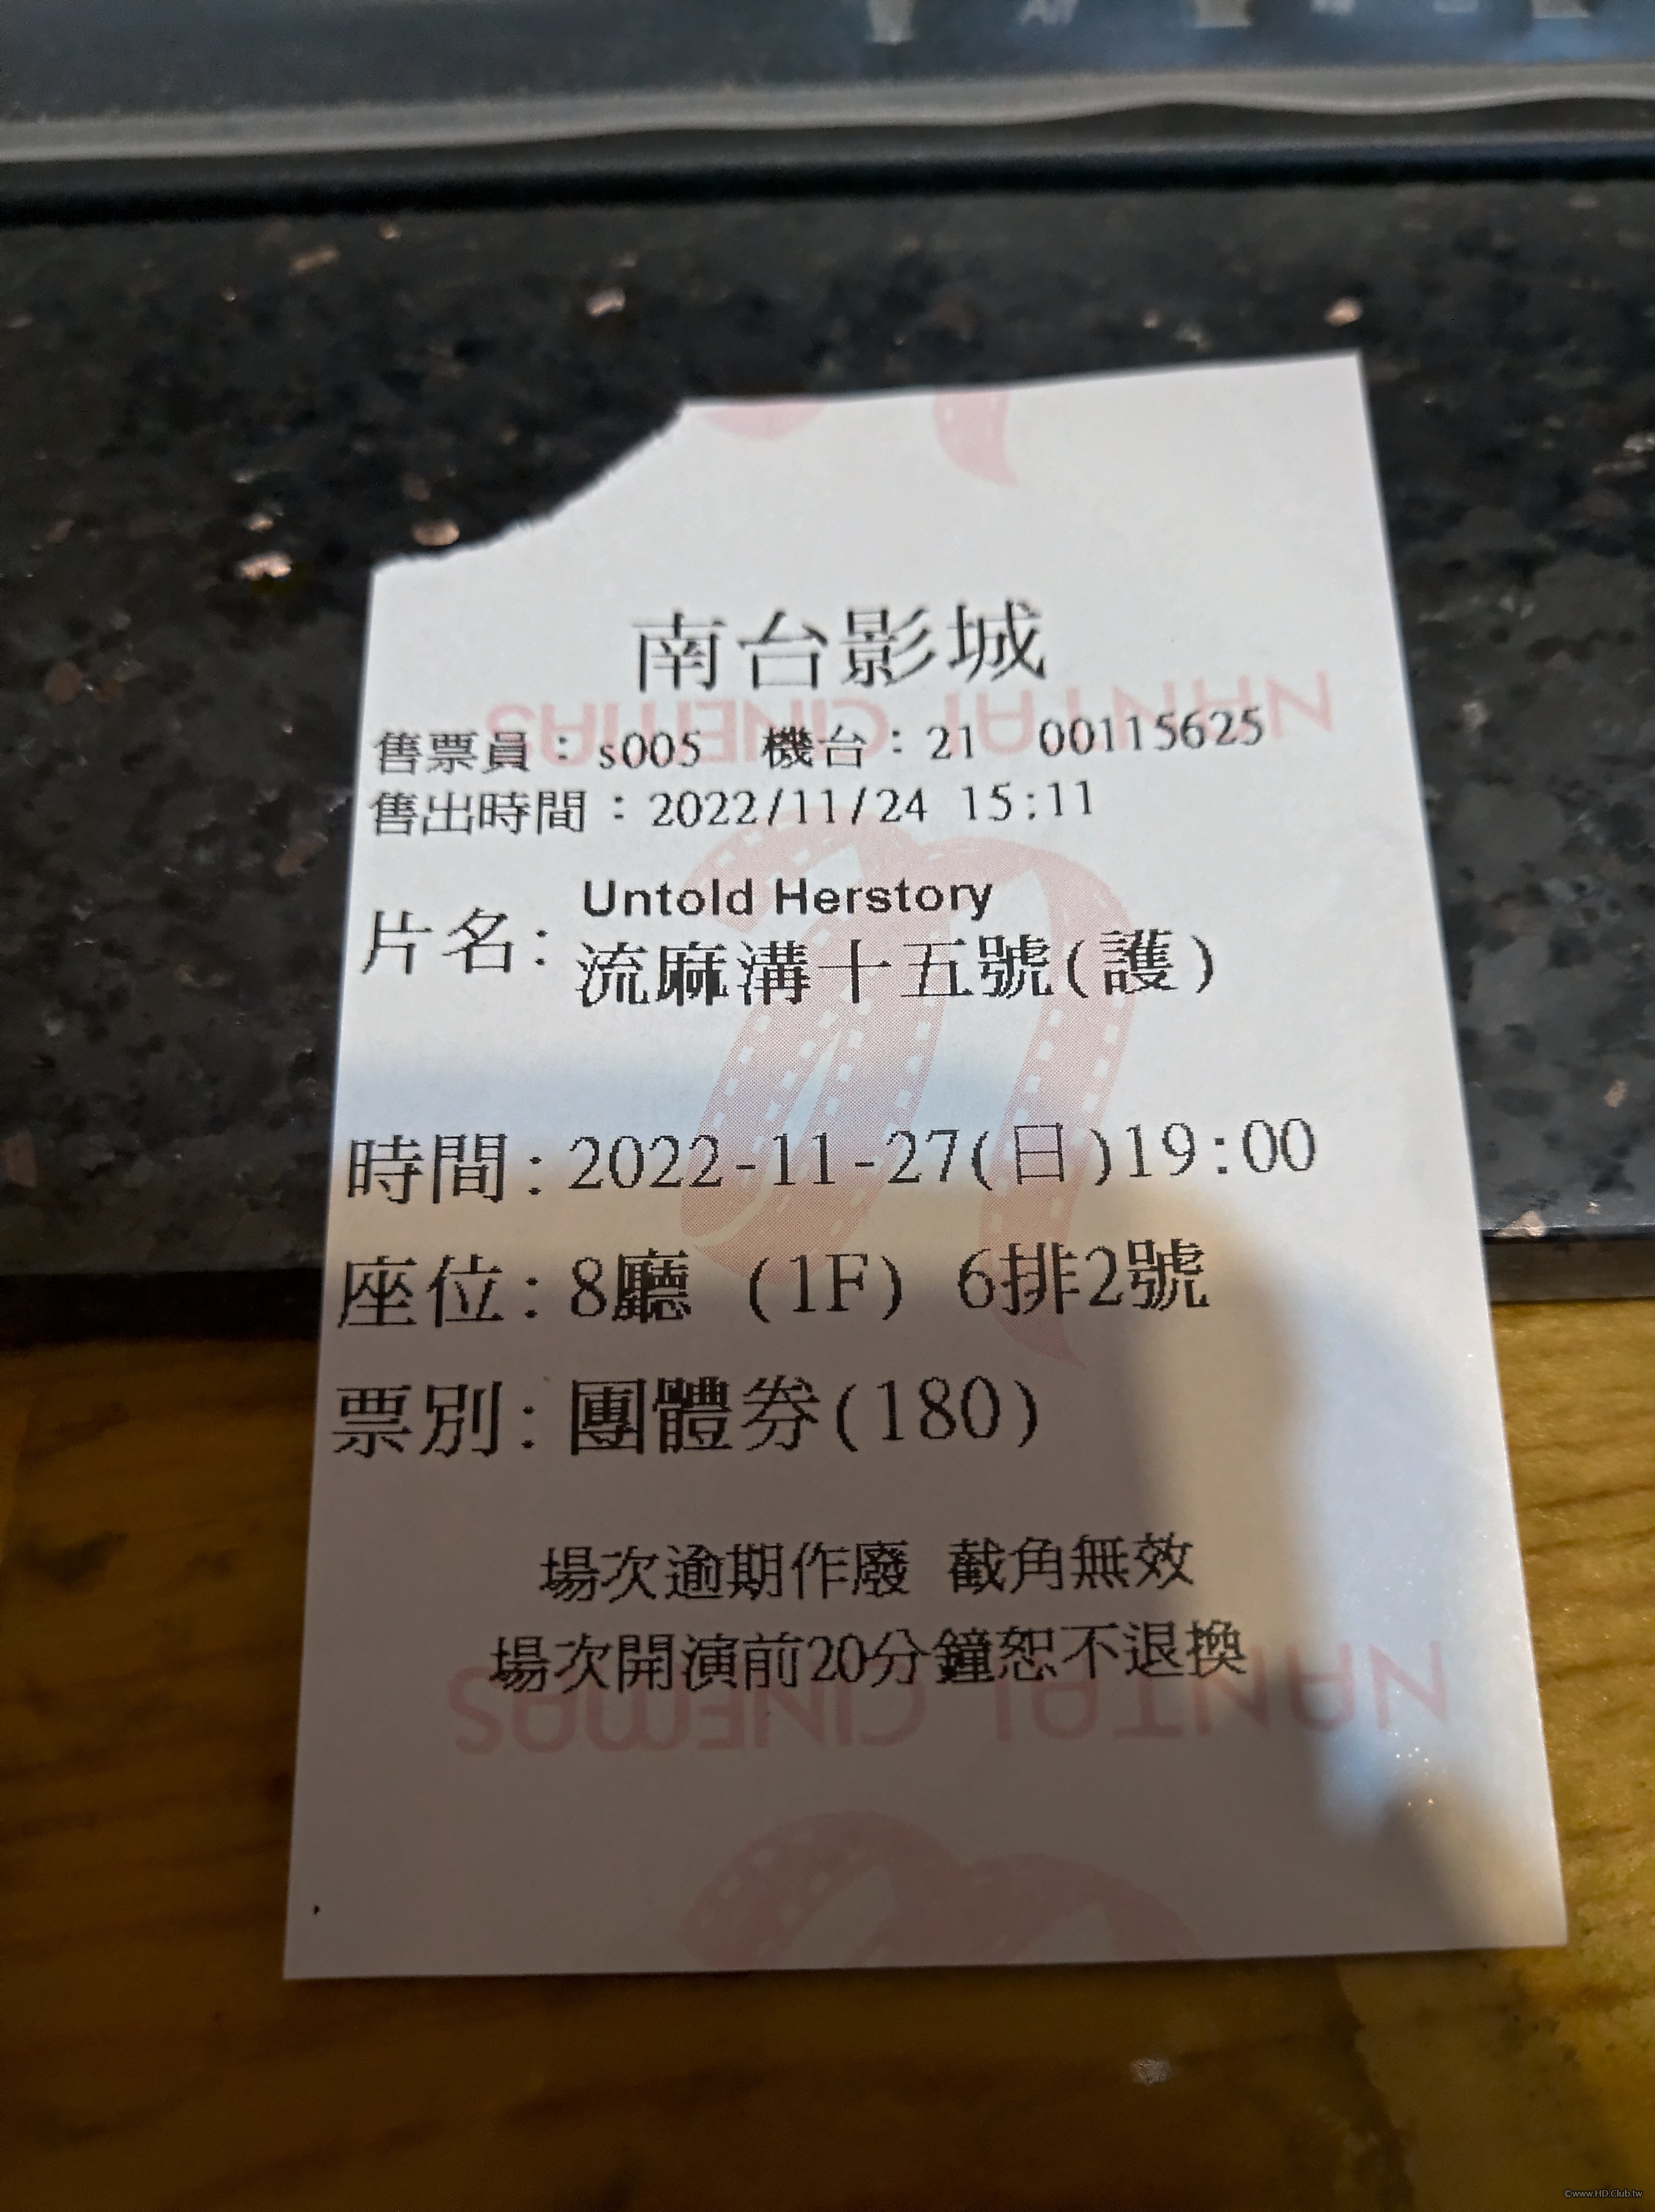 南台影城
NANTAI CINEMAS
售票員：s005 機台：21 00115625
售出時間：2022/11/24 15:11
Untold Herstory
片名：流麻溝十五號(護)
時間：2022-11-27(日)19:00
座位：8廳 (1F) 6排2號
票別：團體券(180)
場次逾期作廢 截角無效
場次開演前20分鐘恕不退換
NANTAI CINEMAS
©www.HD.Club.tw